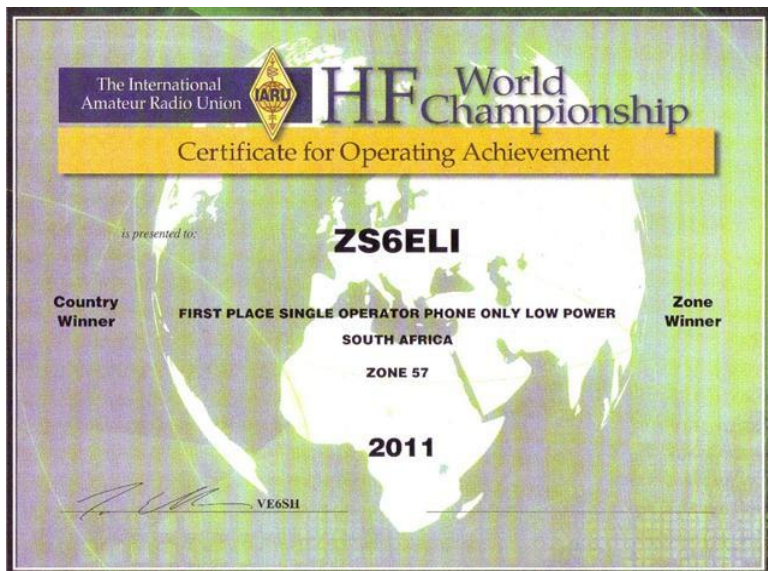 The International
Amateur Radio Union
IARU
HF World
Championship
Certificate for Operating Achievement
is presented to:
ZS6ELI
Country
Winner
FIRST PLACE SINGLE OPERATOR PHONE ONLY LOW POWER
SOUTH AFRICA
ZONE 57
Zone
Winner
2011
VE6SH